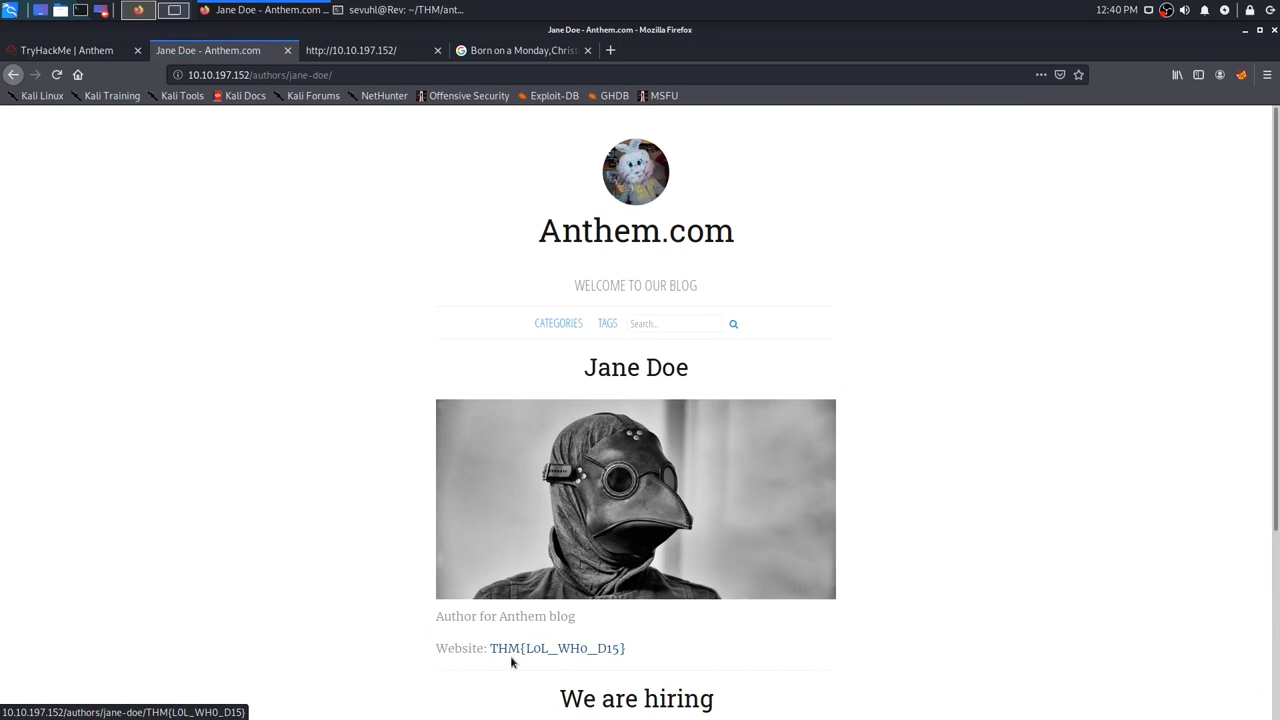 Jane Doe - Anthem.com — ...
sevuhl@Rev: ~/THM/ant...
12:40 PM
Jane Doe - Anthem.com - Mozilla Firefox
TryHackMe | Anthem
Jane Doe - Anthem.com
http://10.10.197.152/
Born on a Monday,Christ
10.10.197.152/authors/jane-doe/
Kali Linux
Kali Training
Kali Tools
Kali Docs
Kali Forums
NetHunter
Offensive Security
Exploit-DB
GHDB
MSFU
Anthem.com
WELCOME TO OUR BLOG
CATEGORIES
TAGS
Search...
Jane Doe
Author for Anthem blog
Website: THM{L0L_WH0_D15}
We are hiring
10.10.197.152/authors/jane-doe/THM{L0L_WH0_D15}